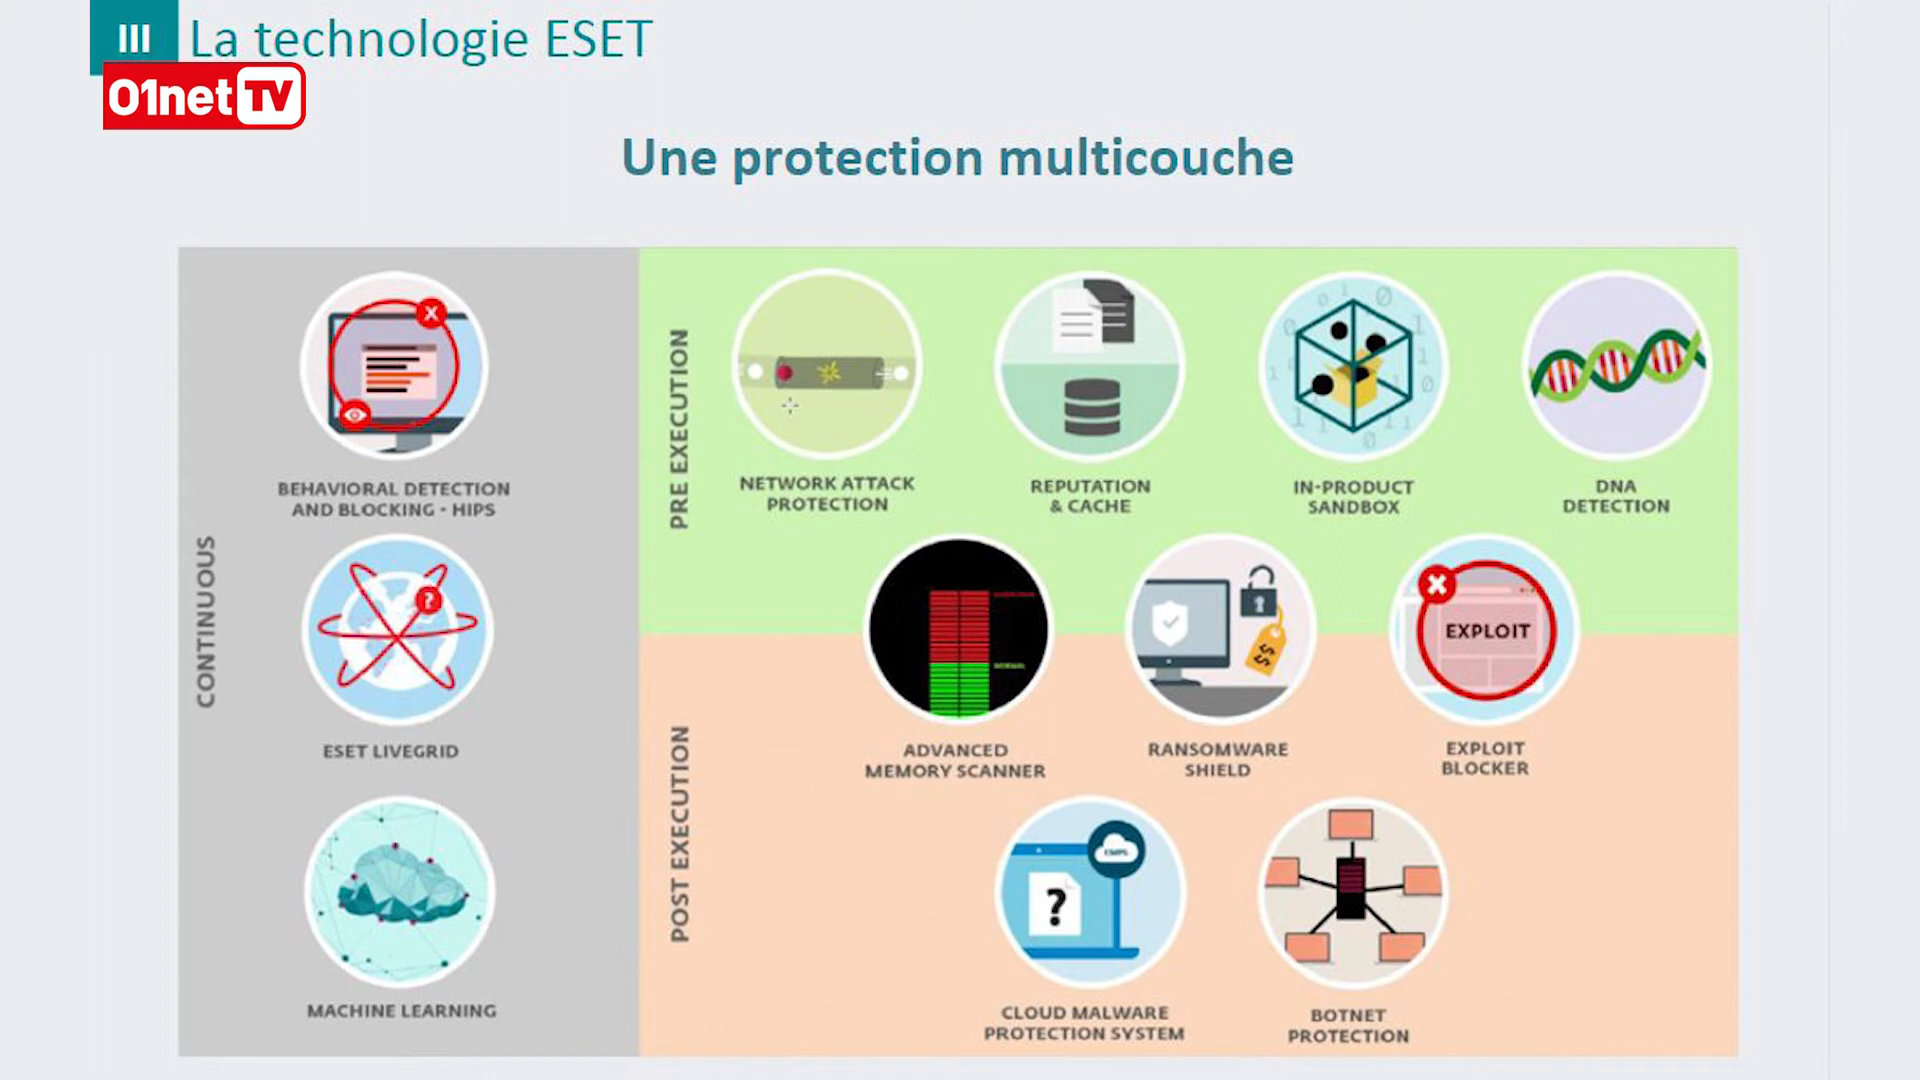 III La technologie ESET
01net TV
Une protection multicouche
CONTINUOUS
BEHAVIORAL DETECTION
AND BLOCKING - HIPS
ESET LIVEGRID
MACHINE LEARNING
PRE EXECUTION
NETWORK ATTACK
PROTECTION
REPUTATION
& CACHE
IN-PRODUCT
SANDBOX
DNA
DETECTION
POST EXECUTION
NORMAL
ADVANCED
MEMORY SCANNER
$$
RANSOMWARE
SHIELD
EXPLOIT
EXPLOIT
BLOCKER
?
CLOUD MALWARE
PROTECTION SYSTEM
BOTNET
PROTECTION